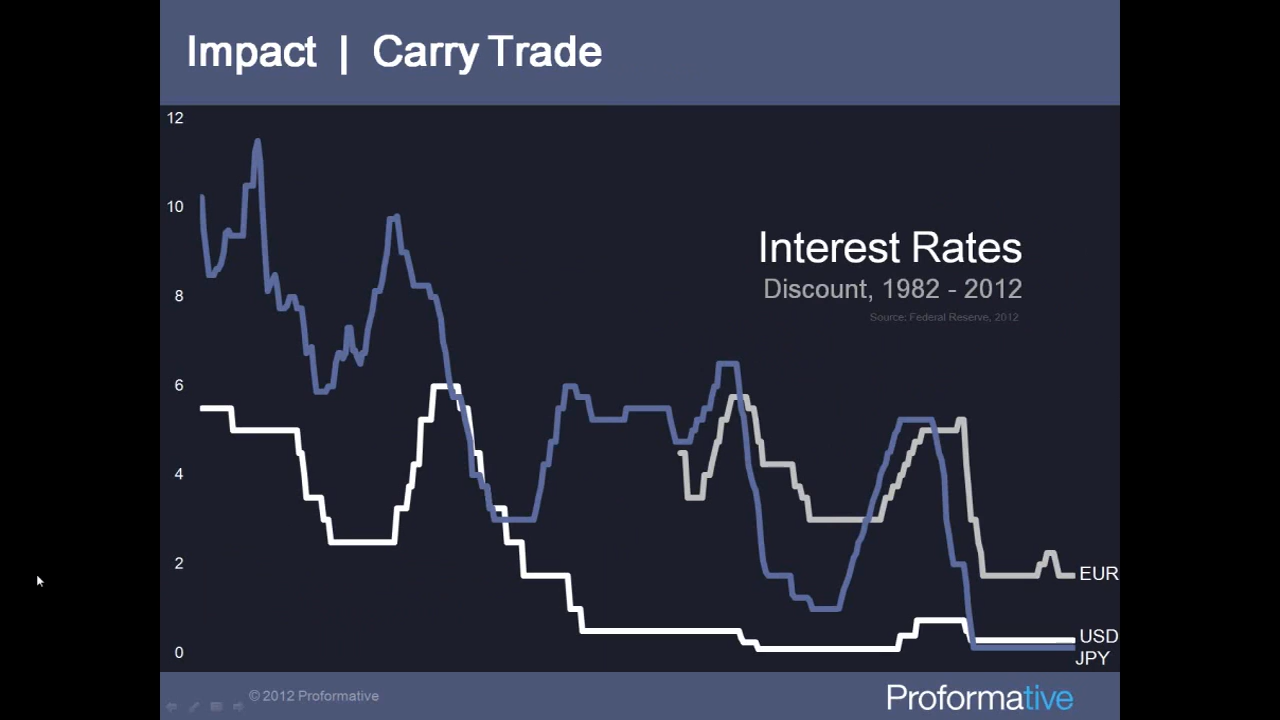 Impact | Carry Trade
12
10
8
6
4
2
0
Interest Rates
Discount, 1982 - 2012
Source: Federal Reserve, 2012
EUR
USD
JPY
© 2012 Proformative
Proformative